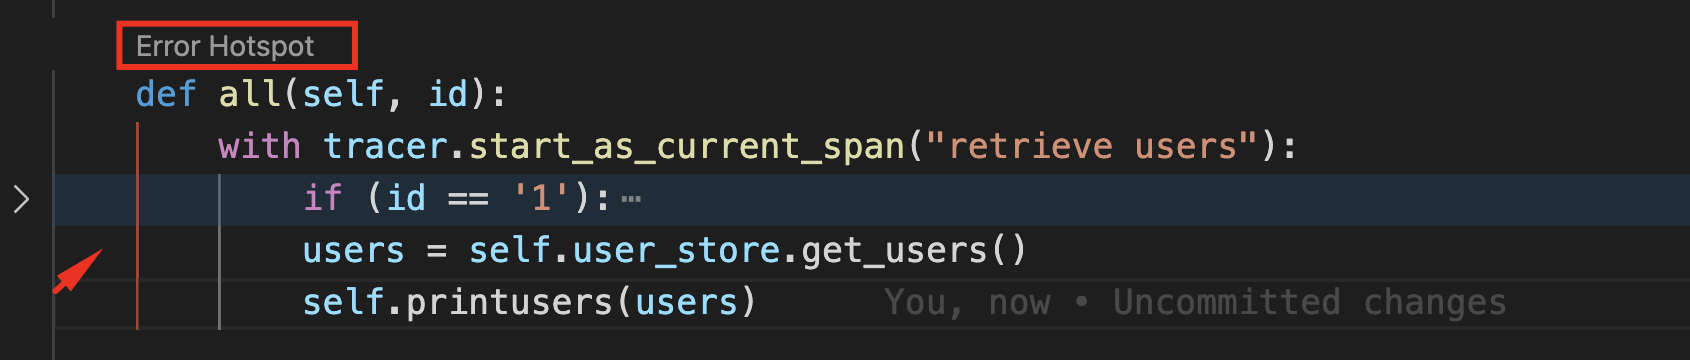 Error Hotspot
def all(self, id):
with tracer.start_as_current_span("retrieve users"):
if (id == '1'):⋯
users = self.user_store.get_users()
self.printusers(users) You, now • Uncommitted changes